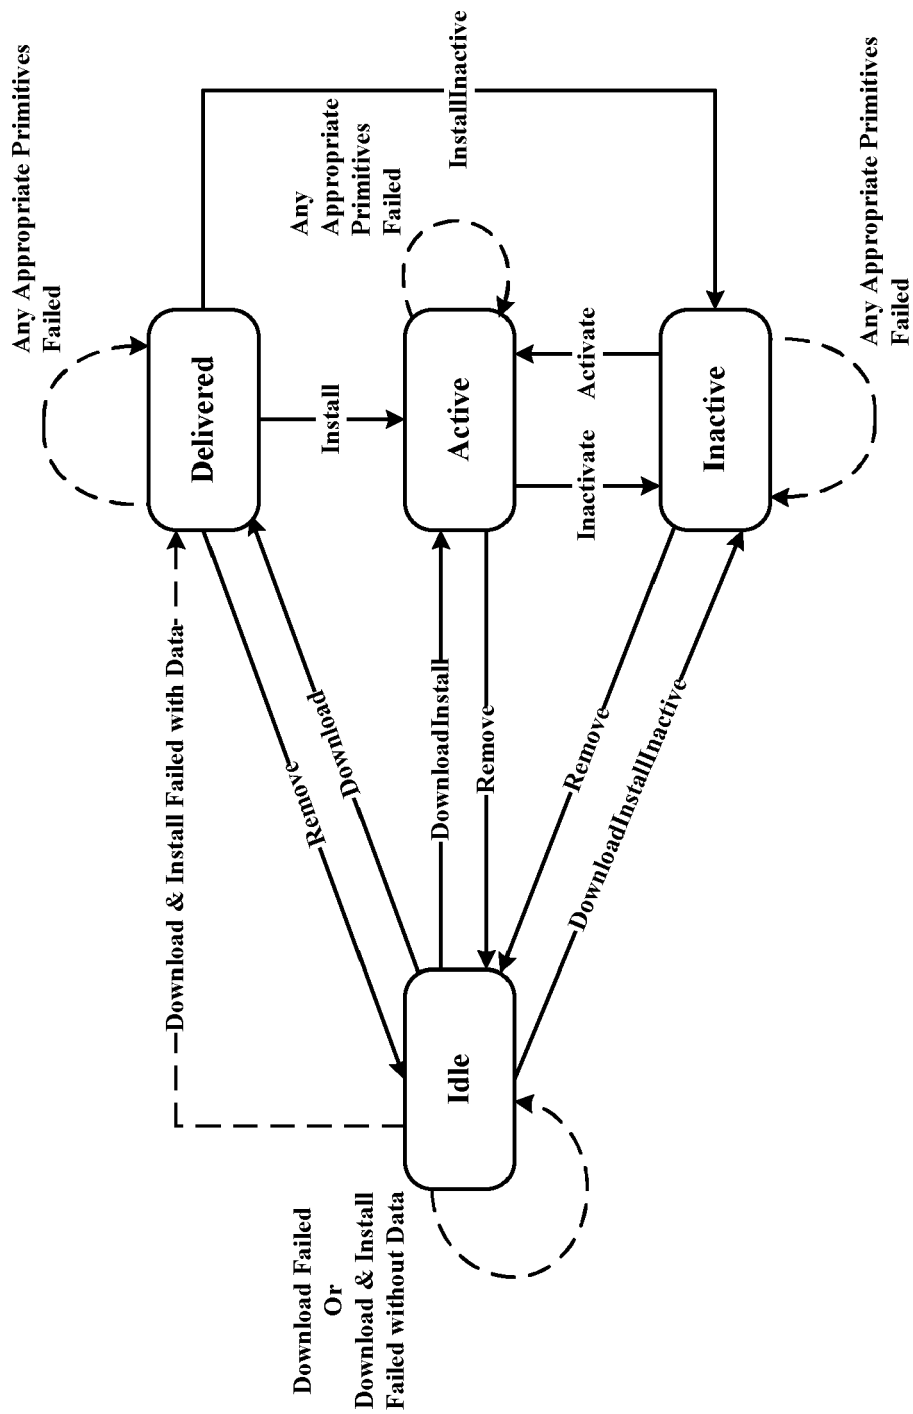 Any Appropriate Primitives
Failed
Delivered
InstallInactive
Any
Appropriate
Primitives
Failed
Install
Active
Activate
Inactivate
Inactive
Any Appropriate Primitives
Failed
Download & Install Failed with Data
Remove
Download
DownloadInstall
Remove
Remove
DownloadInstallInactive
Idle
Download Failed
Or
Download & Install
Failed without Data